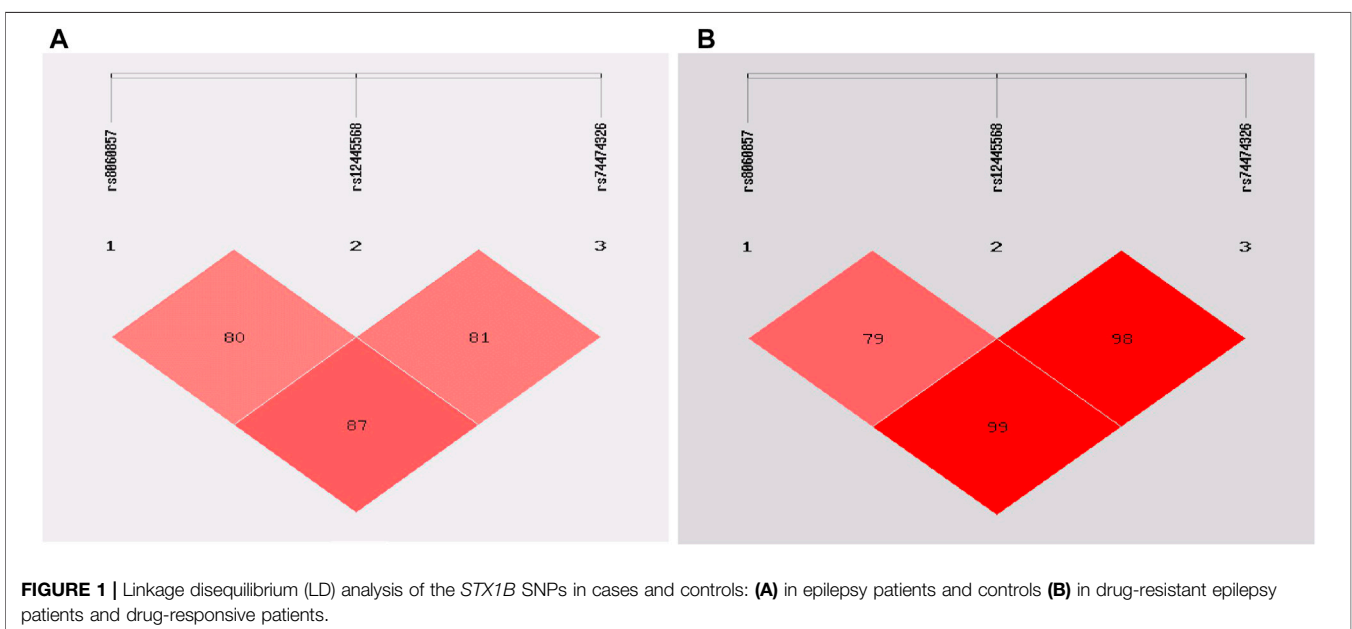 A
B
rs8060857
rs12445568
rs74474326
rs8060857
rs12445568
rs74474326
1
2
3
1
2
3
80
81
79
98
87
99
FIGURE 1 | Linkage disequilibrium (LD) analysis of the STX1B SNPs in cases and controls: (A) in epilepsy patients and controls (B) in drug-resistant epilepsy
patients and drug-responsive patients.